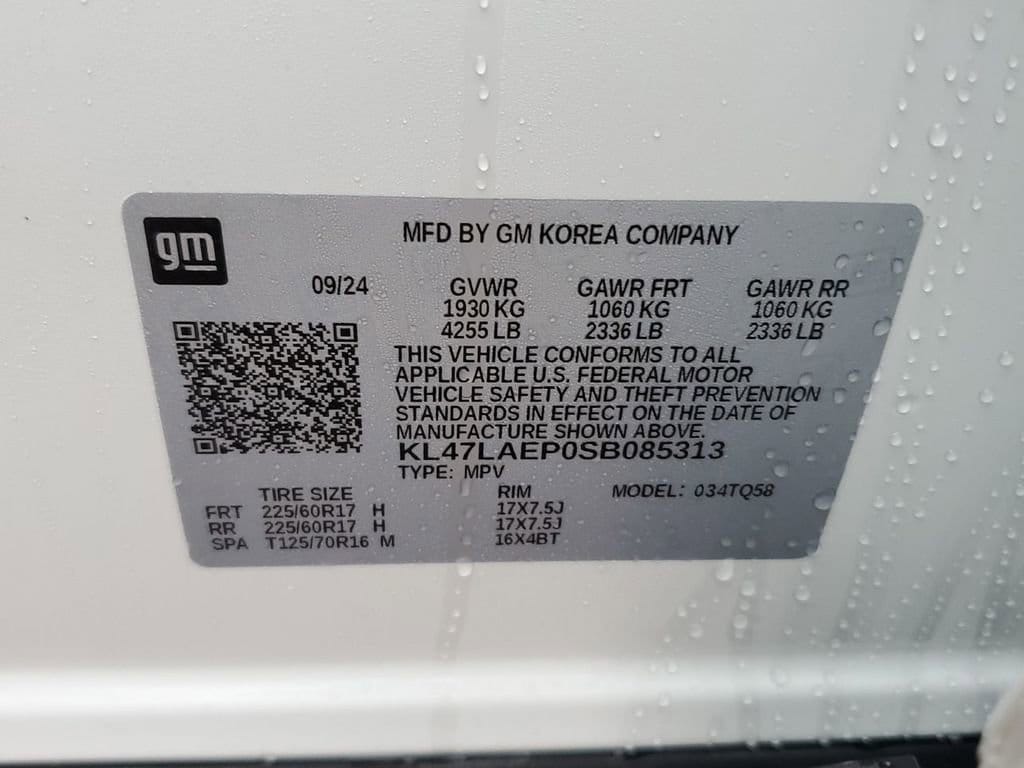 gm
MFD BY GM KOREA COMPANY
09/24 GVWR GAWR FRT GAWR RR
1930 KG 1060 KG 1060 KG
4255 LB 2336 LB 2336 LB
THIS VEHICLE CONFORMS TO ALL
APPLICABLE U.S. FEDERAL MOTOR
VEHICLE SAFETY AND THEFT PREVENTION
STANDARDS IN EFFECT ON THE DATE OF
MANUFACTURE SHOWN ABOVE.
KL47LAEP0SB085313
TYPE: MPV
TIRE SIZE RIM MODEL: 034TQ58
FRT 225/60R17 H 17X7.5J
RR 225/60R17 H 17X7.5J
SPA T125/70R16 M 16X4BT